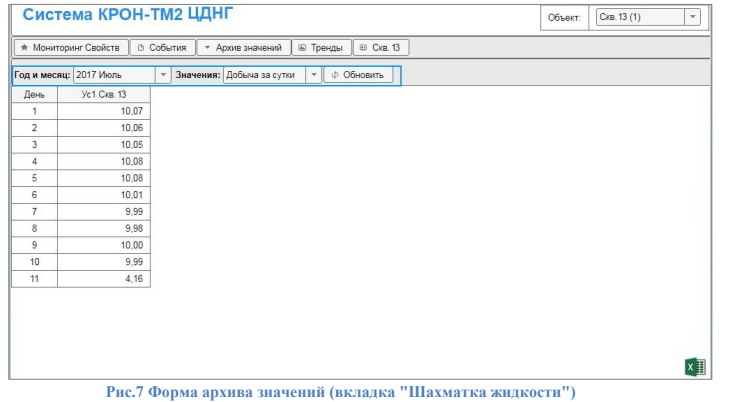 Система КРОН-ТМ2 ЦДНГ
Объект: Скв. 13 (1)
Мониторинг Свойств События Архив значений Тренды Скв. 13
Год и месяц: 2017 Июль Значения: Добыча за сутки Обновить
День Ус1 Скв. 13
1 10,07
2 10,06
3 10,05
4 10,08
5 10,08
6 10,01
7 9,99
8 9,98
9 10,00
10 9,99
11 4,16
Рис.7 Форма архива значений (вкладка "Шахматка жидкости")